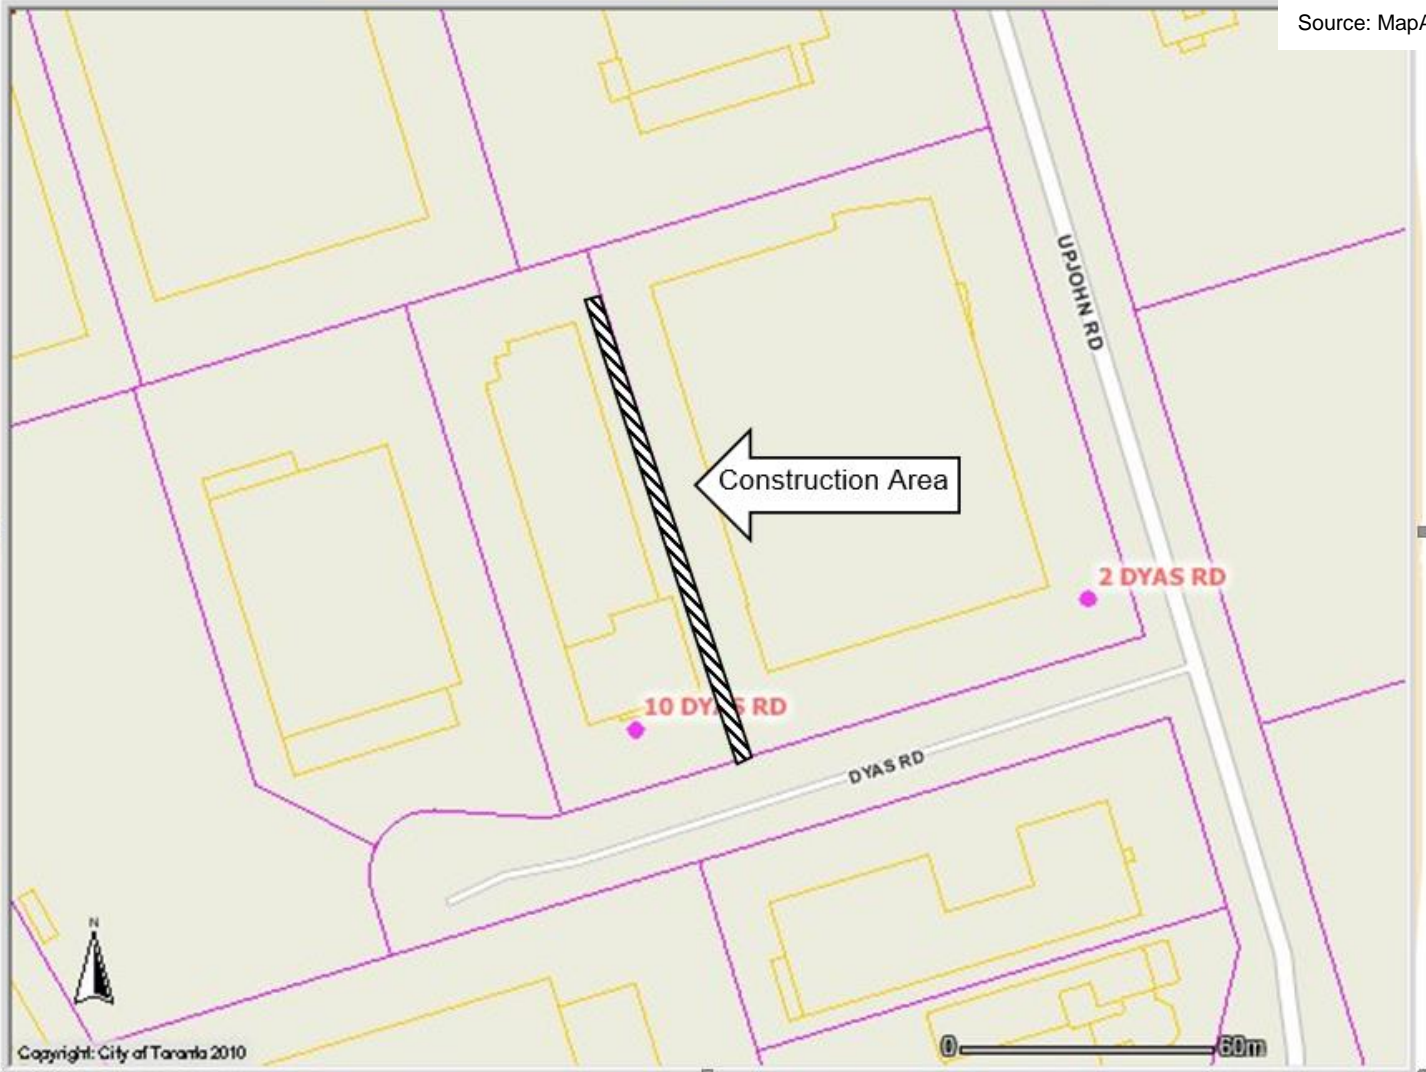 Source: MapA
UPJOHN RD
Construction Area
2 DYAS RD
10 DYAS RD
DYAS RD
N
0 60m
Copyright: City of Toronto 2010